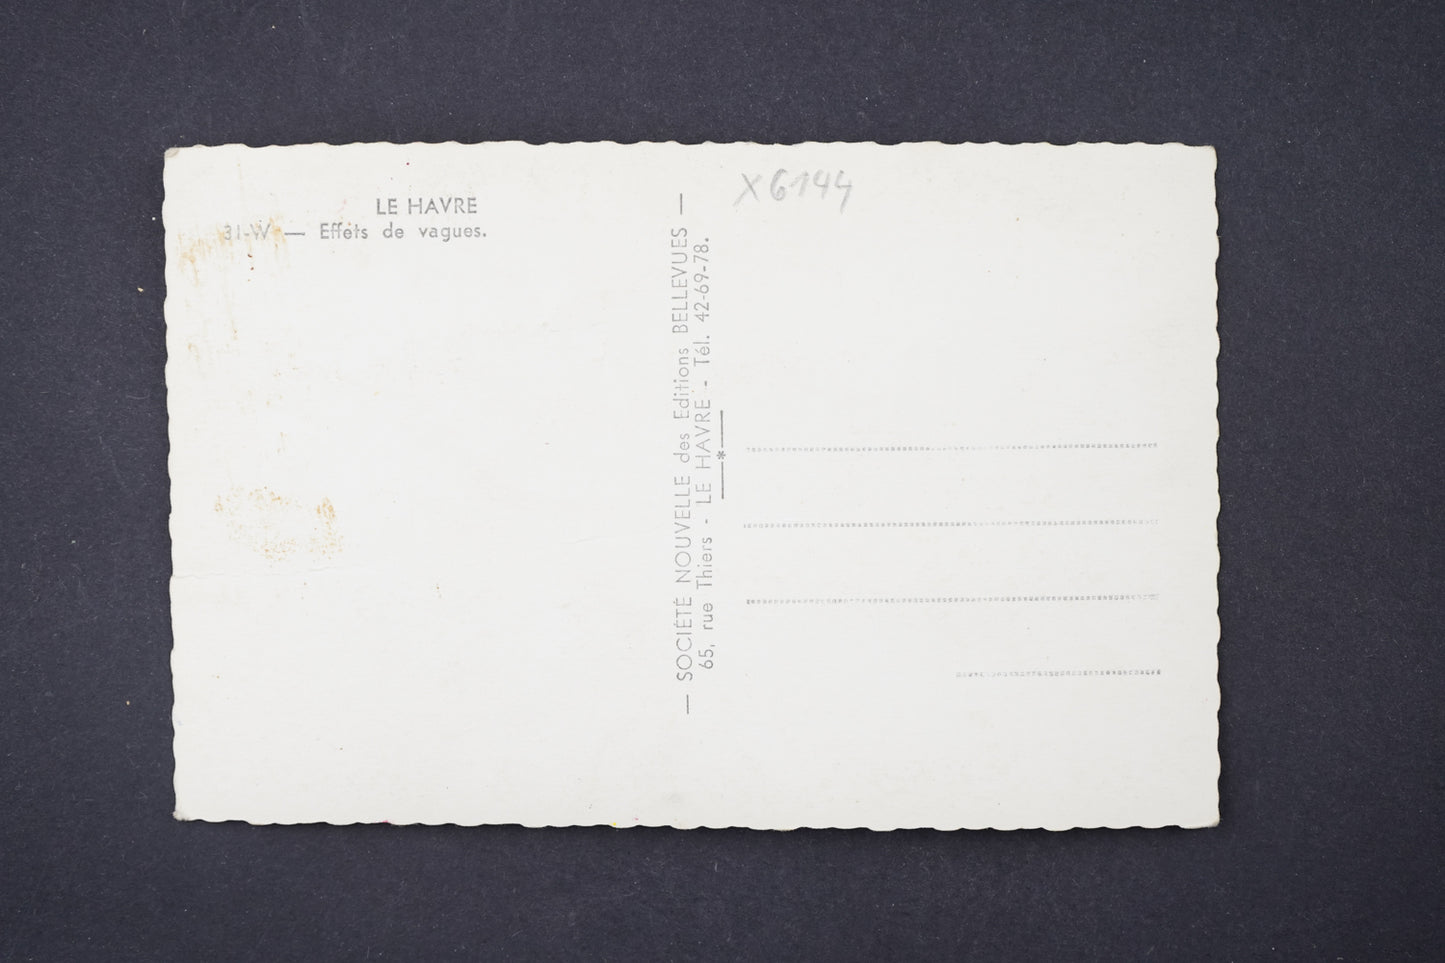 LE HAVRE
31-W — Effets de vagues.
— SOCIÉTÉ NOUVELLE des Editions BELLEVUES —
65, rue Thiers - LE HAVRE - Tél. 42-69-78.
*
X6144